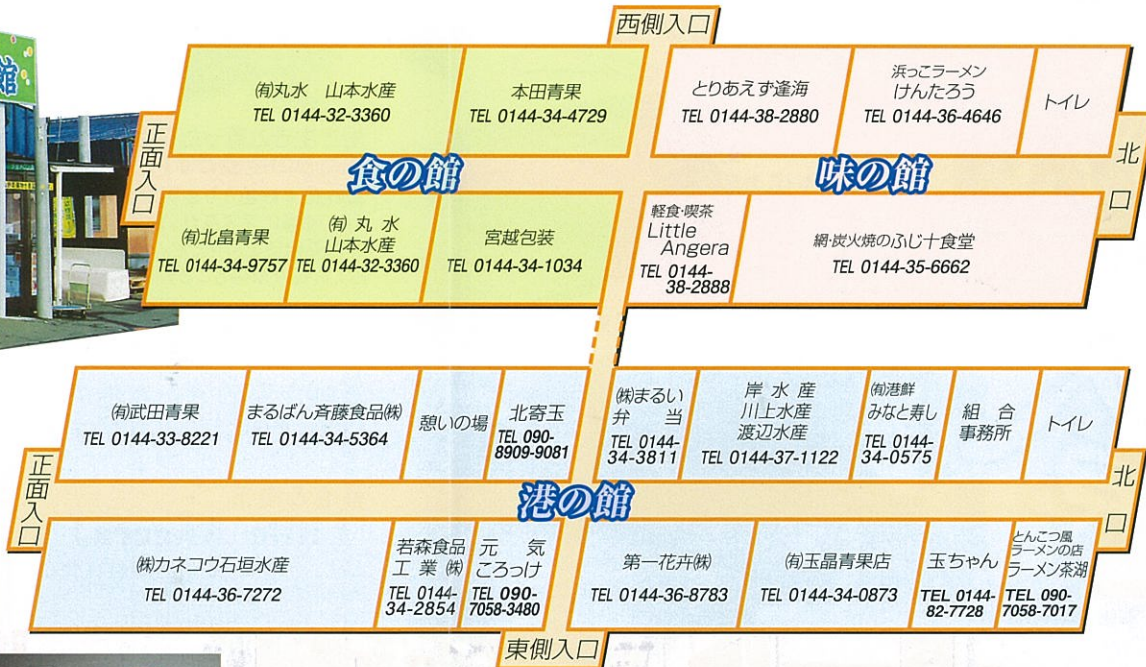 西側入口
館
正面入口
㈲丸水 山本水産
TEL 0144-32-3360
本田青果
TEL 0144-34-4729
とりあえず逢海
TEL 0144-38-2880
浜っこラーメン
けんたろう
TEL 0144-36-4646
トイレ
北口
食の館
味の館
㈲北畠青果
TEL 0144-34-9757
㈲丸水
山本水産
TEL 0144-32-3360
宮越包装
TEL 0144-34-1034
軽食・喫茶
Little
Angera
TEL 0144-
38-2888
網・炭火焼のふじ十食堂
TEL 0144-35-6662
正面入口
㈲武田青果
TEL 0144-33-8221
まるばん斉藤食品㈱
TEL 0144-34-5364
憩いの場
北寄玉
TEL 090-
8909-9081
㈱まるい
弁当
TEL 0144-
34-3811
岸水産
川上水産
渡辺水産
TEL 0144-37-1122
㈲港鮮
みなと寿し
TEL 0144-
34-0575
組合
事務所
トイレ
北口
港の館
㈱カネコウ石垣水産
TEL 0144-36-7272
若森食品
工業㈱
TEL 0144-
34-2854
元気
ころっけ
TEL 090-
7058-3480
第一花卉㈱
TEL 0144-36-8783
㈲玉晶青果店
TEL 0144-34-0873
玉ちゃん
TEL 0144-
82-7728
とんこつ風
ラーメンの店
ラーメン茶湖
TEL 090-
7058-7017
東側入口